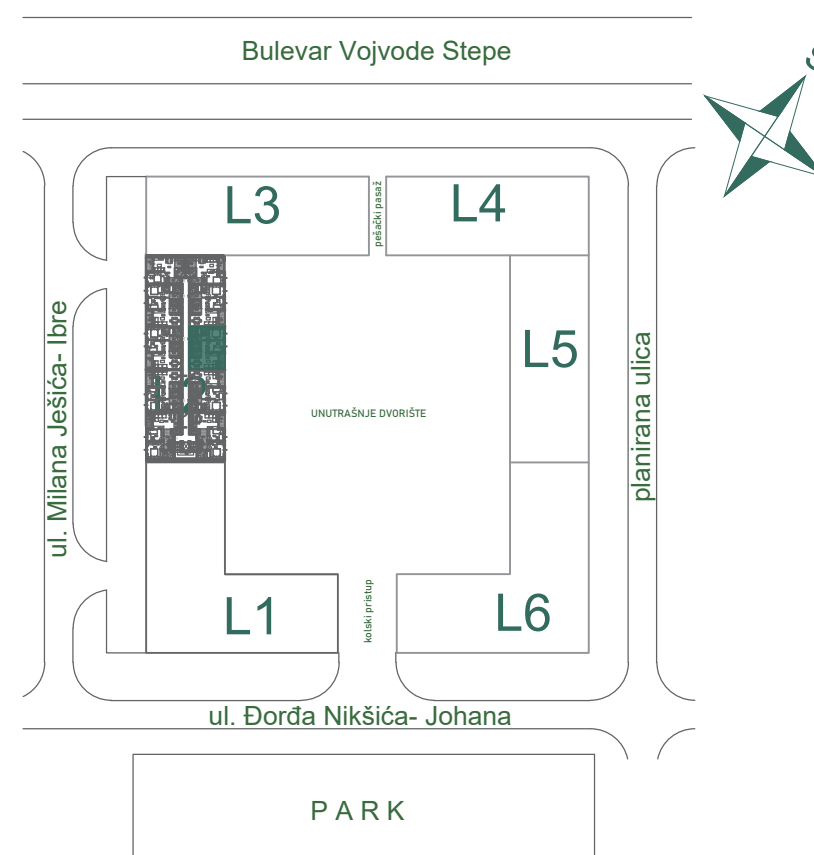 Bulevar Vojvode Stepe
S
L3
pešački pasaž
L4
ul. Milana Ješića- Ibre
L2
L5
planirana ulica
UNUTRAŠNJE DVORIŠTE
L1
kolski pristup
L6
ul. Đorđa Nikšića- Johana
PARK